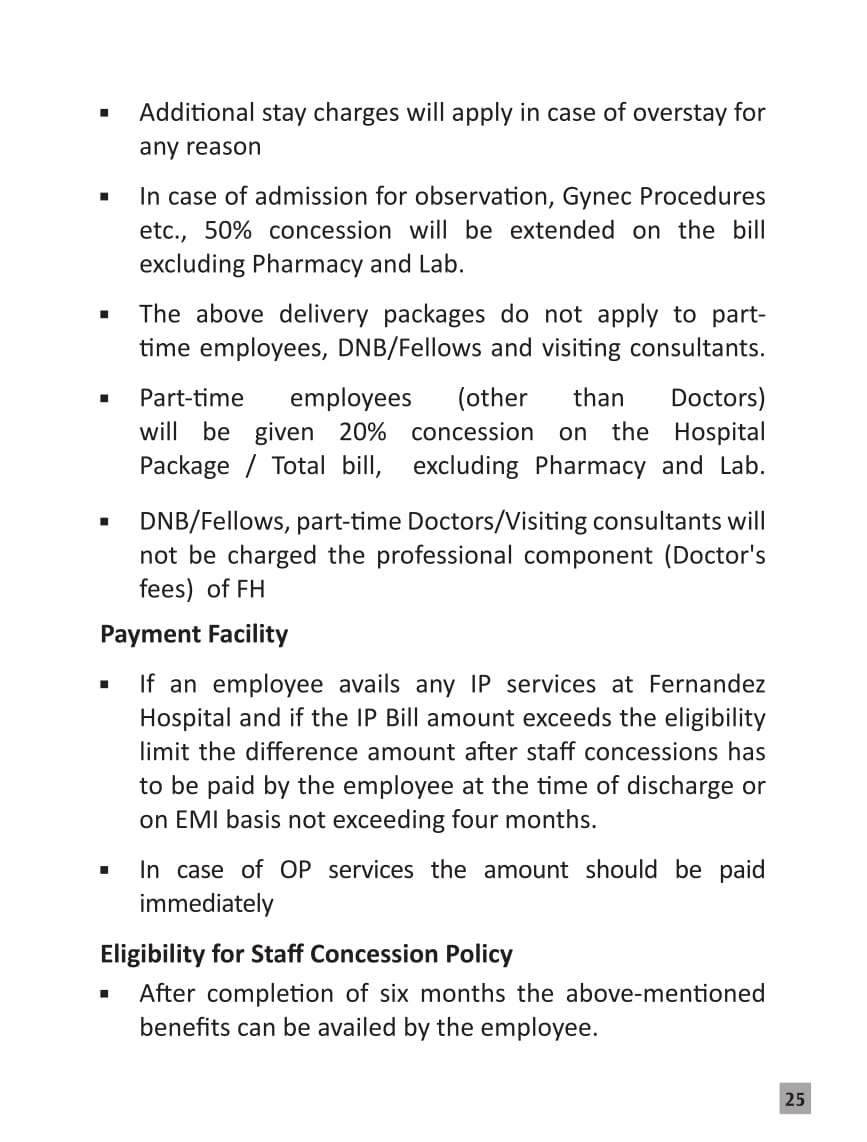 ▪ Additional stay charges will apply in case of overstay for
any reason
▪ In case of admission for observation, Gynec Procedures
etc., 50% concession will be extended on the bill
excluding Pharmacy and Lab.
▪ The above delivery packages do not apply to part-
time employees, DNB/Fellows and visiting consultants.
▪ Part-time employees (other than Doctors)
will be given 20% concession on the Hospital
Package / Total bill, excluding Pharmacy and Lab.
▪ DNB/Fellows, part-time Doctors/Visiting consultants will
not be charged the professional component (Doctor's
fees) of FH
Payment Facility
▪ If an employee avails any IP services at Fernandez
Hospital and if the IP Bill amount exceeds the eligibility
limit the difference amount after staff concessions has
to be paid by the employee at the time of discharge or
on EMI basis not exceeding four months.
▪ In case of OP services the amount should be paid
immediately
Eligibility for Staff Concession Policy
▪ After completion of six months the above-mentioned
benefits can be availed by the employee.
25